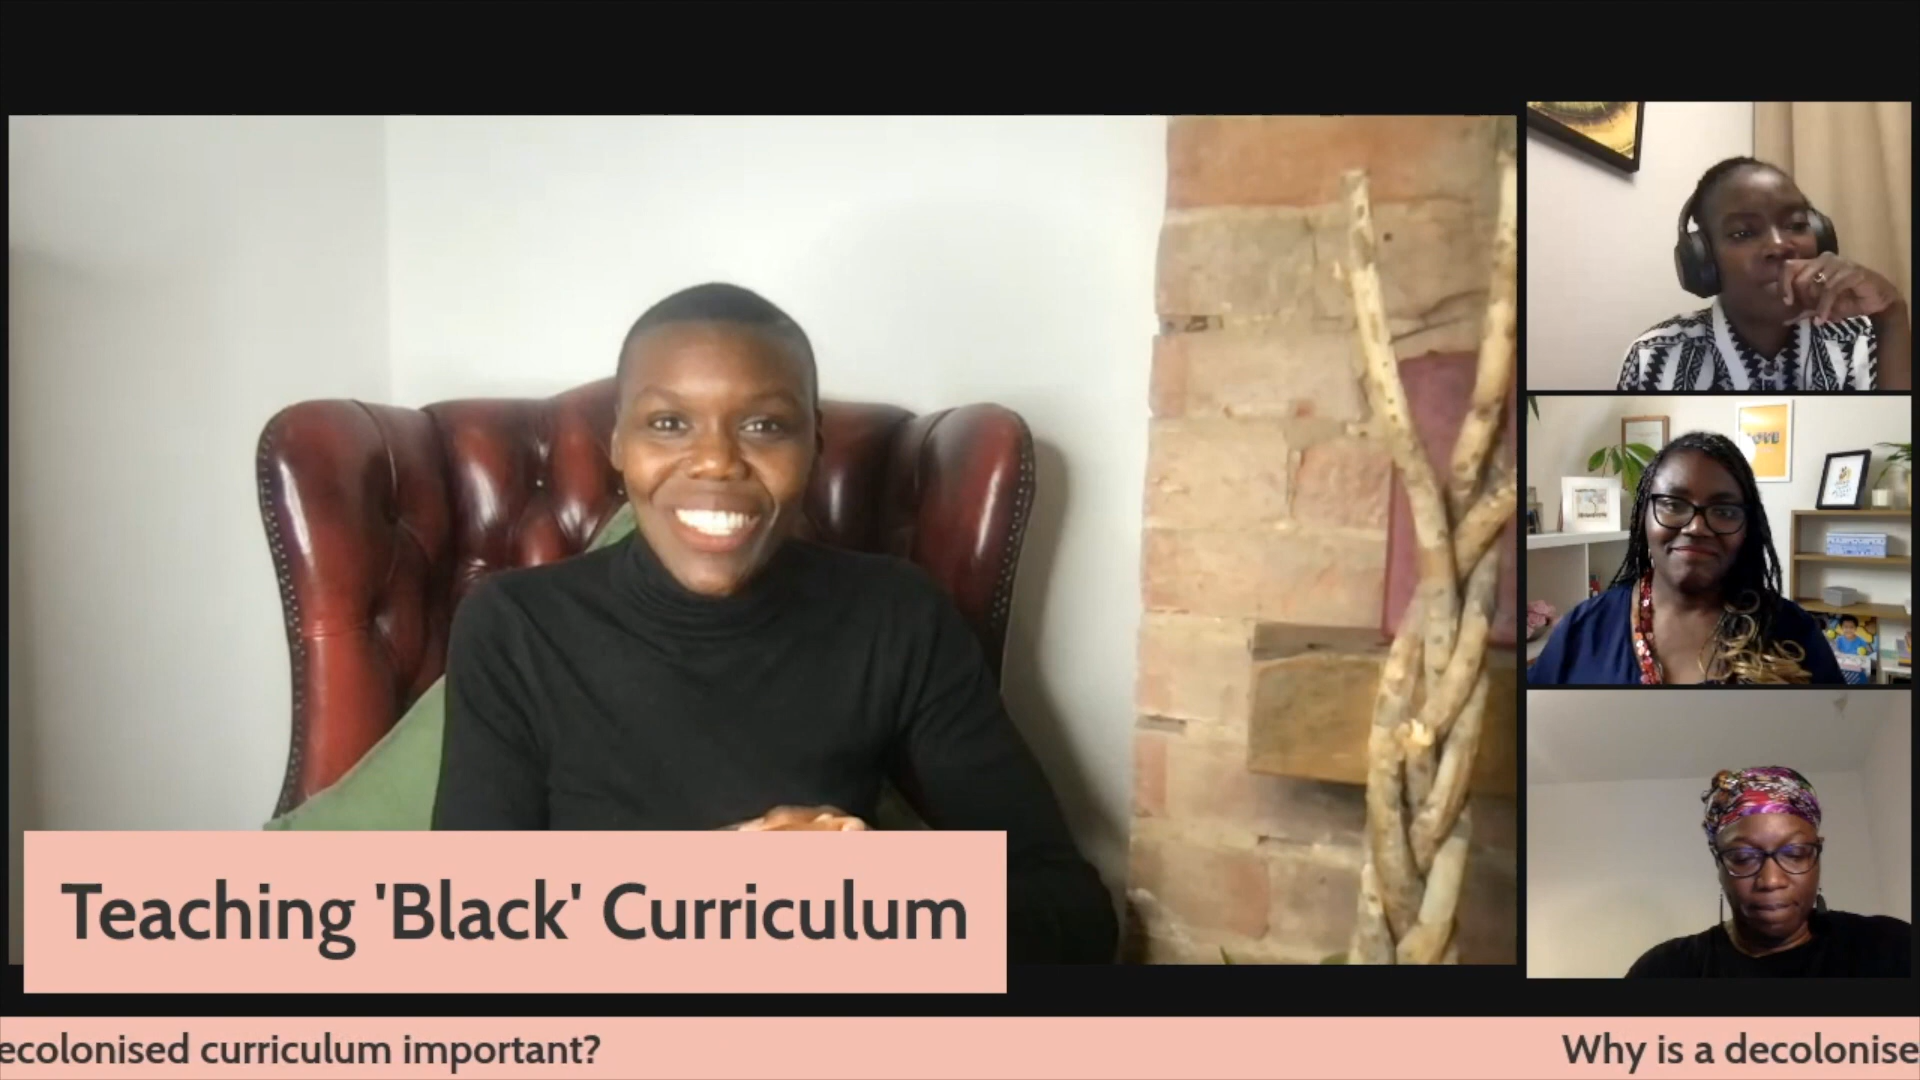 Teaching 'Black' Curriculum
ecolonised curriculum important?
Why is a decolonise